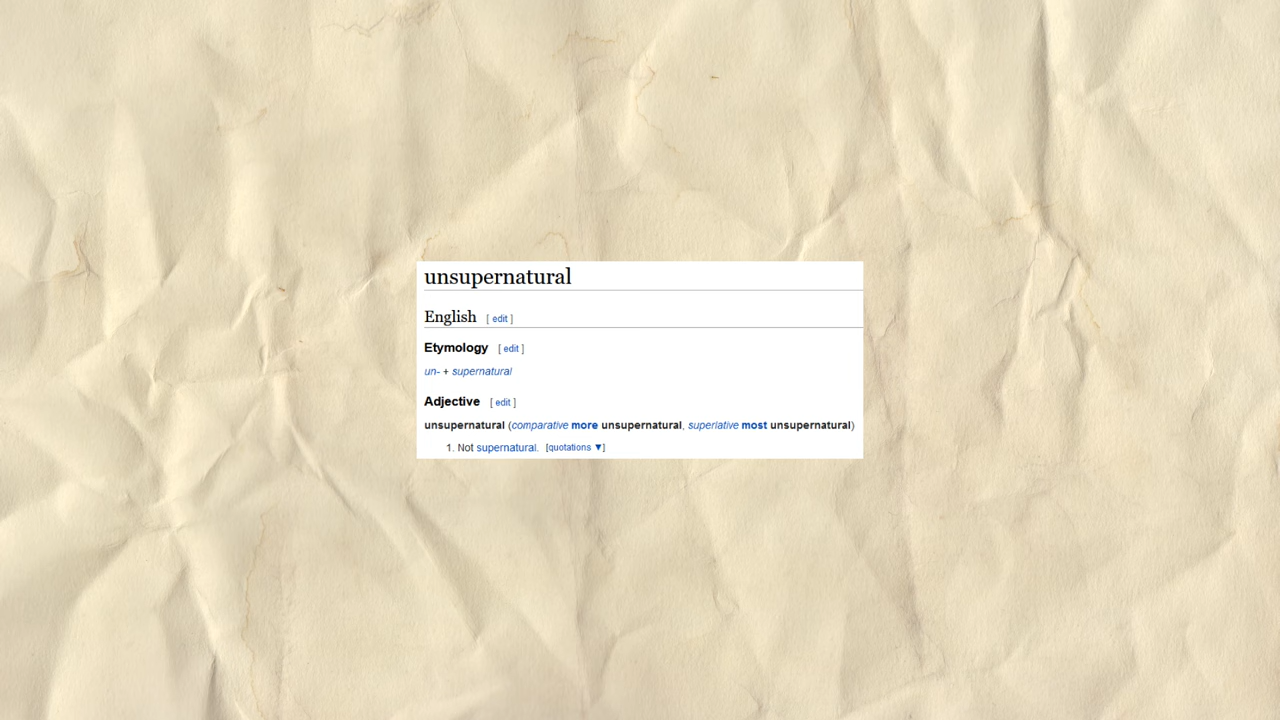 unsupernatural
English [ edit ]
Etymology [ edit ]
un- + supernatural
Adjective [ edit ]
unsupernatural (comparative more unsupernatural, superlative most unsupernatural)
1. Not supernatural. [quotations ▼]